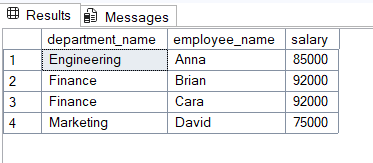 Results Messages
department_name employee_name salary
1 Engineering Anna 85000
2 Finance Brian 92000
3 Finance Cara 92000
4 Marketing David 75000